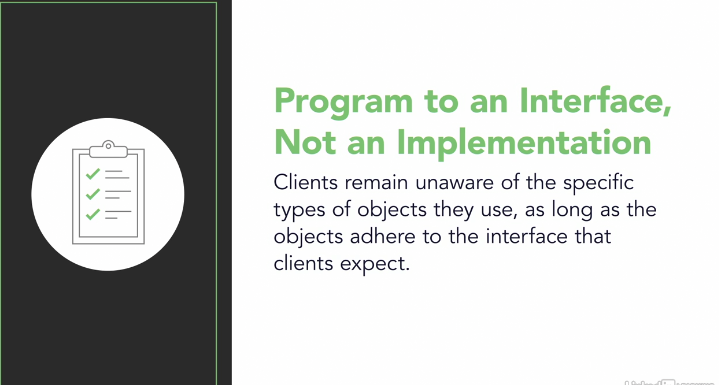 Program to an Interface,
Not an Implementation
Clients remain unaware of the specific
types of objects they use, as long as the
objects adhere to the interface that
clients expect.